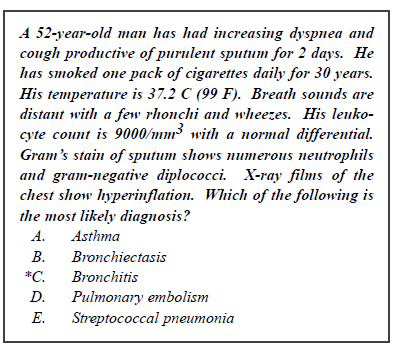 A 52-year-old man has had increasing dyspnea and
cough productive of purulent sputum for 2 days. He
has smoked one pack of cigarettes daily for 30 years.
His temperature is 37.2 C (99 F). Breath sounds are
distant with a few rhonchi and wheezes. His leuko-
cyte count is 9000/mm³ with a normal differential.
Gram's stain of sputum shows numerous neutrophils
and gram-negative diplococci. X-ray films of the
chest show hyperinflation. Which of the following is
the most likely diagnosis?
A. Asthma
B. Bronchiectasis
*C. Bronchitis
D. Pulmonary embolism
E. Streptococcal pneumonia